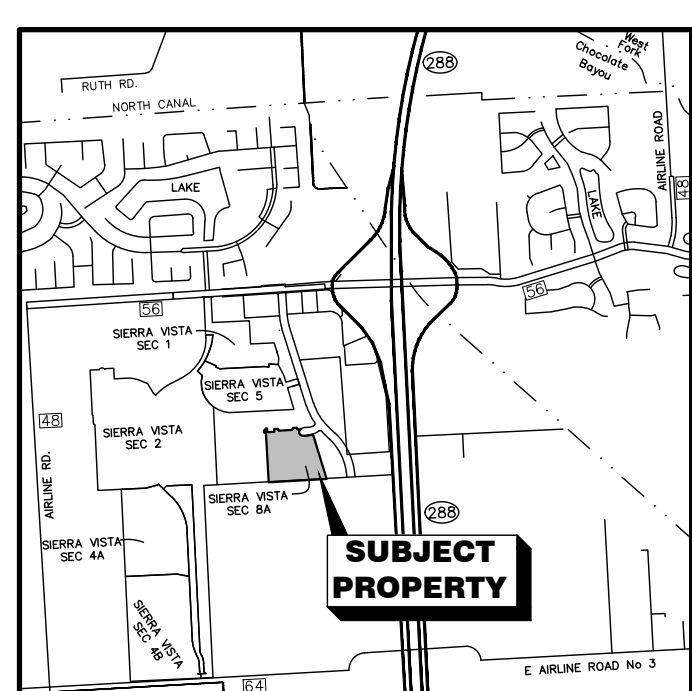 288
West
Fork
Chocolate
Bayou
RUTH RD.
NORTH CANAL
AIRLINE ROAD
48
LAKE
LAKE
56
56
SIERRA VISTA
SEC 1
SIERRA VISTA
SEC 5
48
SIERRA VISTA
SEC 2
AIRLINE RD.
SIERRA VISTA
SEC 8A
288
SIERRA VISTA
SEC 4A
SUBJECT
PROPERTY
SIERRA VISTA
SEC 4B
E AIRLINE ROAD No 3
64